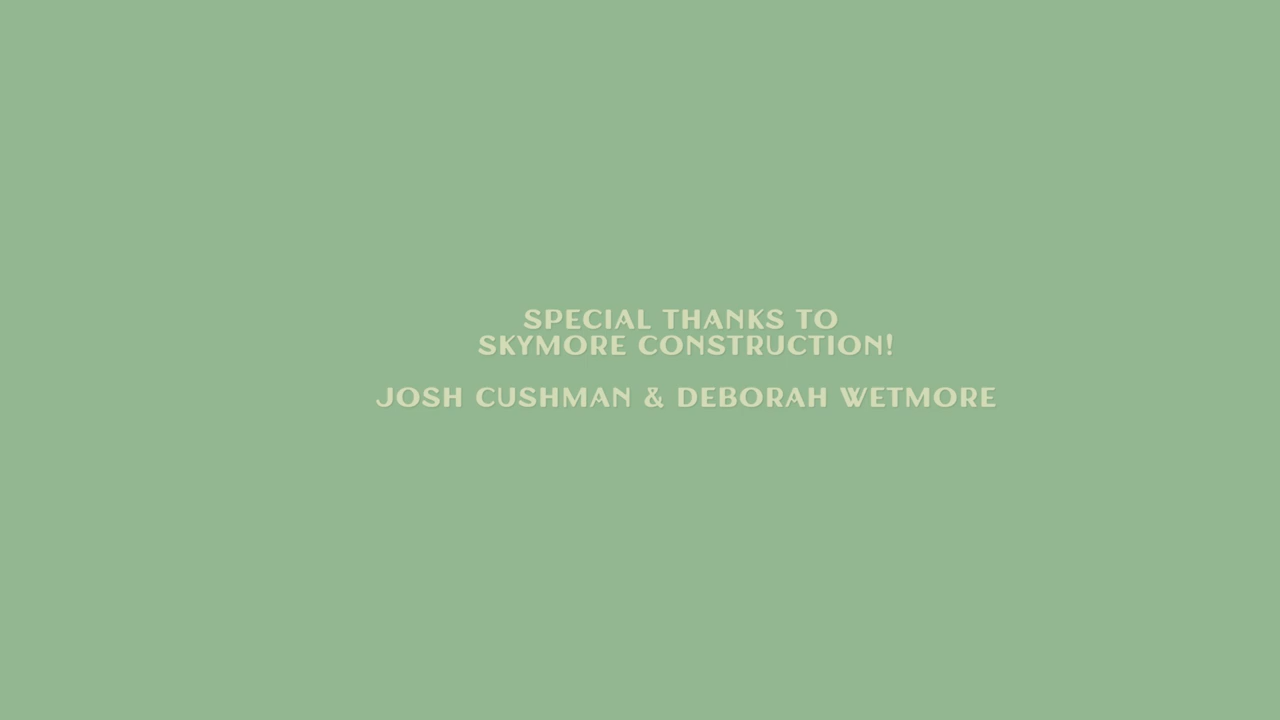 SPECIAL THANKS TO
SKYMORE CONSTRUCTION!
JOSH CUSHMAN & DEBORAH WETMORE